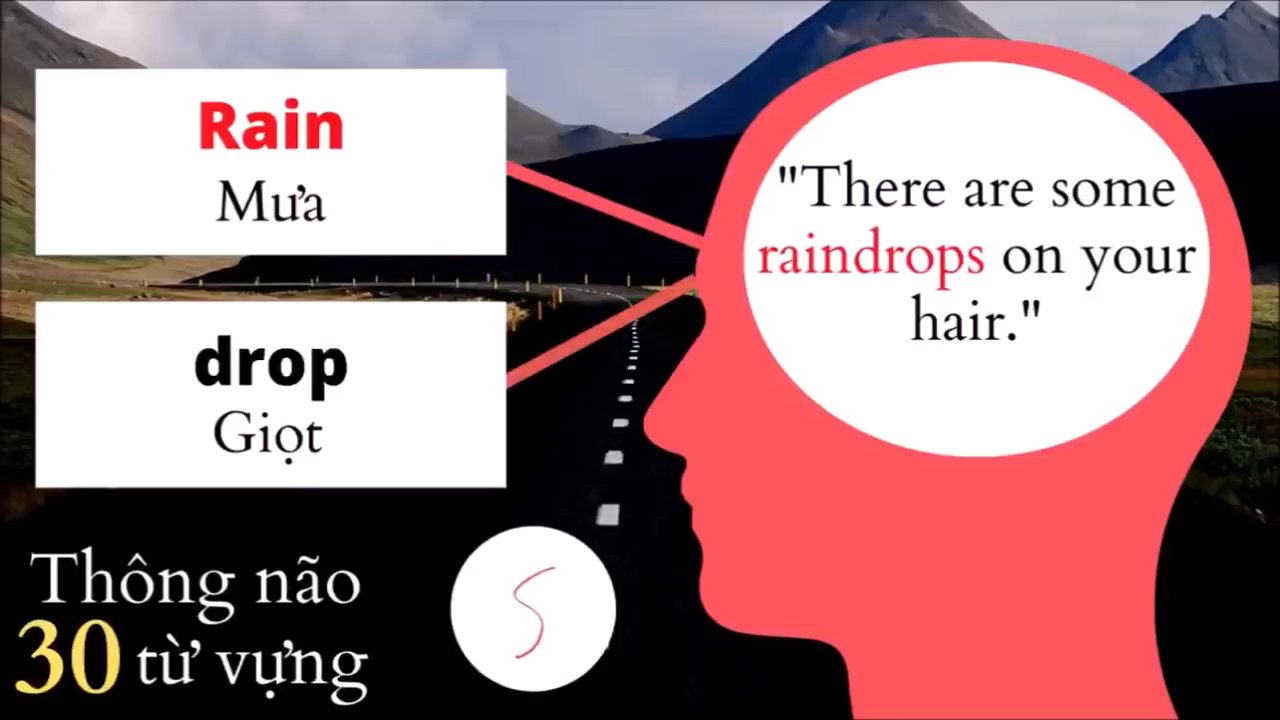 Rain
Mưa
drop
Giọt
"There are some
raindrops on your
hair."
Thông não
30 từ vựng
S